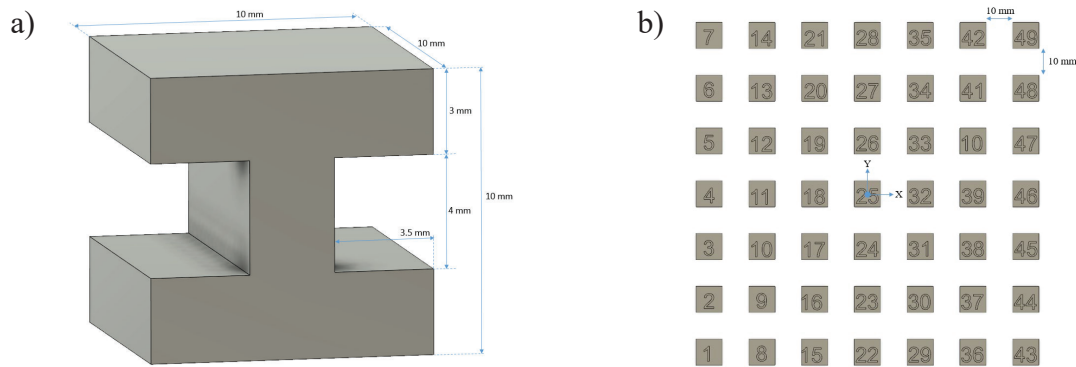 a)
10 mm
10 mm
3 mm
10 mm
4 mm
3.5 mm
b)
10 mm
7 14 21 28 35 42 49
10 mm
6 13 20 27 34 41 48
5 12 19 26 33 10 47
Y
4 11 18 25 X 32 39 46
3 10 17 24 31 38 45
2 9 16 23 30 37 44
1 8 15 22 29 36 43